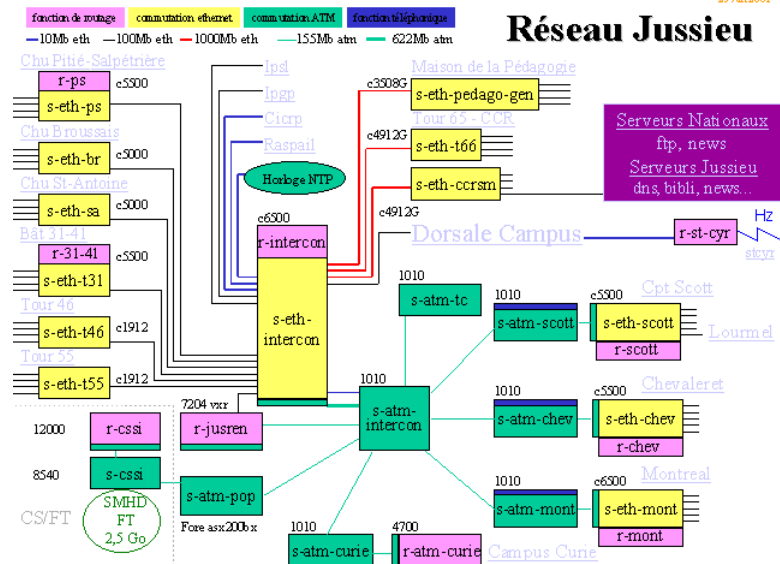 fonction de routage
commutation ethernet
commutation ATM
fonction téléphonique
10Mb eth
100Mb eth
1000Mb eth
155Mb atm
622Mb atm
Réseau Jussieu
Chu Pitié-Salpétrière
r-ps
c5500
s-eth-ps
Chu Broussais
c5000
s-eth-br
Chu St-Antoine
c5000
s-eth-sa
Bât 31-41
r-31-41
c5500
s-eth-t31
Tour 46
c1912
s-eth-t46
Tour 55
c1912
s-eth-t55
Ipsl
Ipgp
Cicrp
Raspail
Horloge NTP
c6500
r-intercon
s-eth-
intercon
Maison de la Pédagogie
c3508G
s-eth-pedago-gen
Tour 65 - CCR
c4912G
s-eth-t66
s-eth-ccrsm
c4912G
Serveurs Nationaux
ftp, news
Serveurs Jussieu
dns, bibli, news...
Dorsale Campus
r-st-cyr
Hz
stcyr
1010
s-atm-tc
1010
s-atm-scott
Cpt Scott
c5500
s-eth-scott
r-scott
Lourmel
1010
s-atm-
intercon
1010
s-atm-chev
Chevaleret
c5500
s-eth-chev
r-chev
1010
s-atm-mont
Montreal
c6500
s-eth-mont
r-mont
12000
r-cssi
7204 vxr
r-jusren
8540
s-cssi
s-atm-pop
Fore asx200bx
CS/FT
SMHD
FT
2,5 Go
1010
s-atm-curie
4700
r-atm-curie
Campus Curie